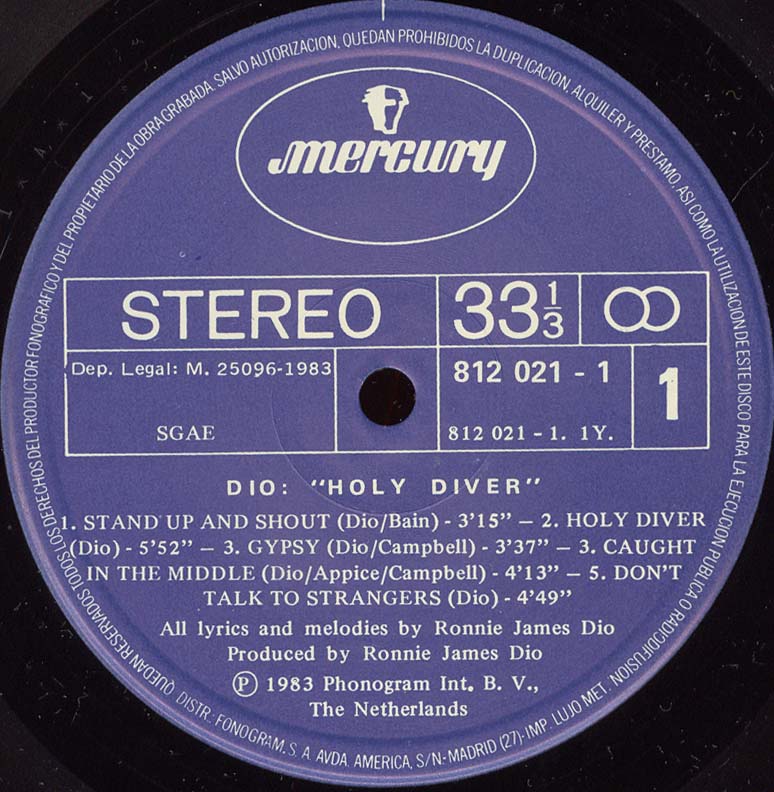 QUEDAN RESERVADOS TODOS LOS DERECHOS DEL PRODUCTOR FONOGRAFICO Y DEL PROPIETARIO DE LA OBRA GRABADA. SALVO AUTORIZACION, QUEDAN PROHIBIDOS LA DUPLICACION, ALQUILER Y PRESTAMO, ASI COMO LA UTILIZACION DE ESTE DISCO PARA LA EJECUCION PUBLICA O RADIODIFUSION
mercury
STEREO 33 1/3
Dep. Legal: M. 25096-1983 812 021 - 1 1
SGAE 812 021 - 1. 1Y.
DIO: "HOLY DIVER"
1. STAND UP AND SHOUT (Dio/Bain) - 3'15" – 2. HOLY DIVER
(Dio) - 5'52" – 3. GYPSY (Dio/Campbell) - 3'37" – 3. CAUGHT
IN THE MIDDLE (Dio/Appice/Campbell) - 4'13" – 5. DON'T
TALK TO STRANGERS (Dio) - 4'49"
All lyrics and melodies by Ronnie James Dio
Produced by Ronnie James Dio
Ⓟ 1983 Phonogram Int. B. V.,
The Netherlands
DISTR. FONOGRAM, S. A. AVDA. AMERICA, S/N-MADRID (27)-IMP. LUJO MET.